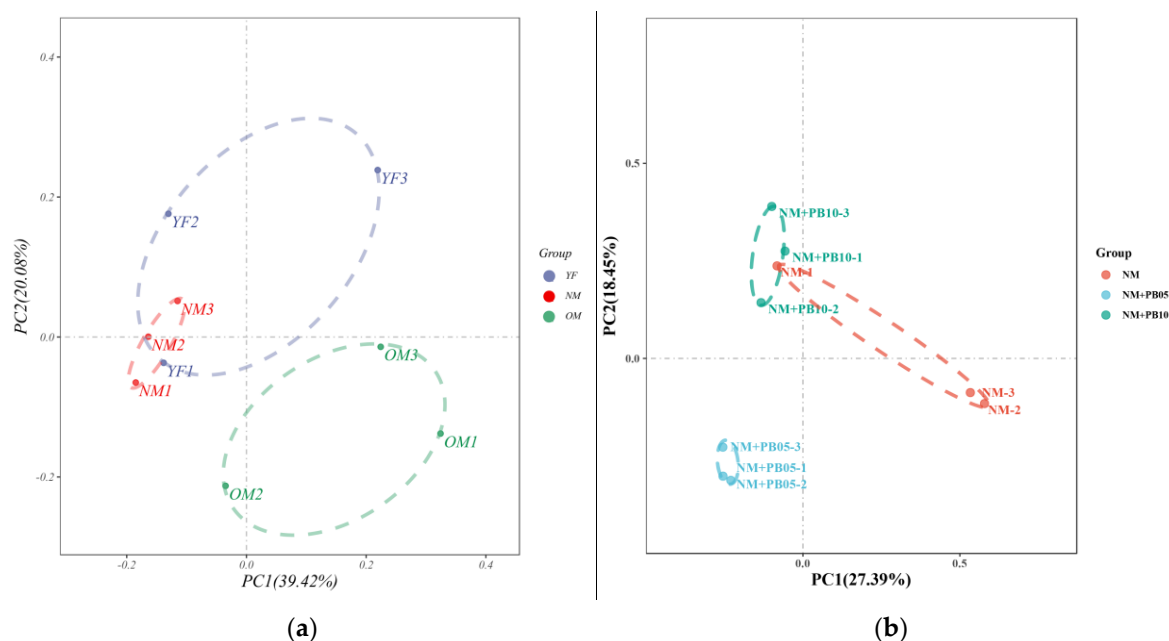 0.4
0.2
0.0
-0.2
PC2(20.08%)
YF3
YF2
NM3
NM2
YF1
NM1
OM3
OM1
OM2
-0.2
0.0
0.2
0.4
PC1(39.42%)
Group
YF
NM
OM
(a)
0.5
0.0
PC2(18.45%)
NM+PB10-3
NM+PB10-1
NM-1
NM+PB10-2
NM-3
NM-2
NM+PB05-3
NM+PB05-1
NM+PB05-2
0.0
0.5
PC1(27.39%)
Group
NM
NM+PB05
NM+PB10
(b)